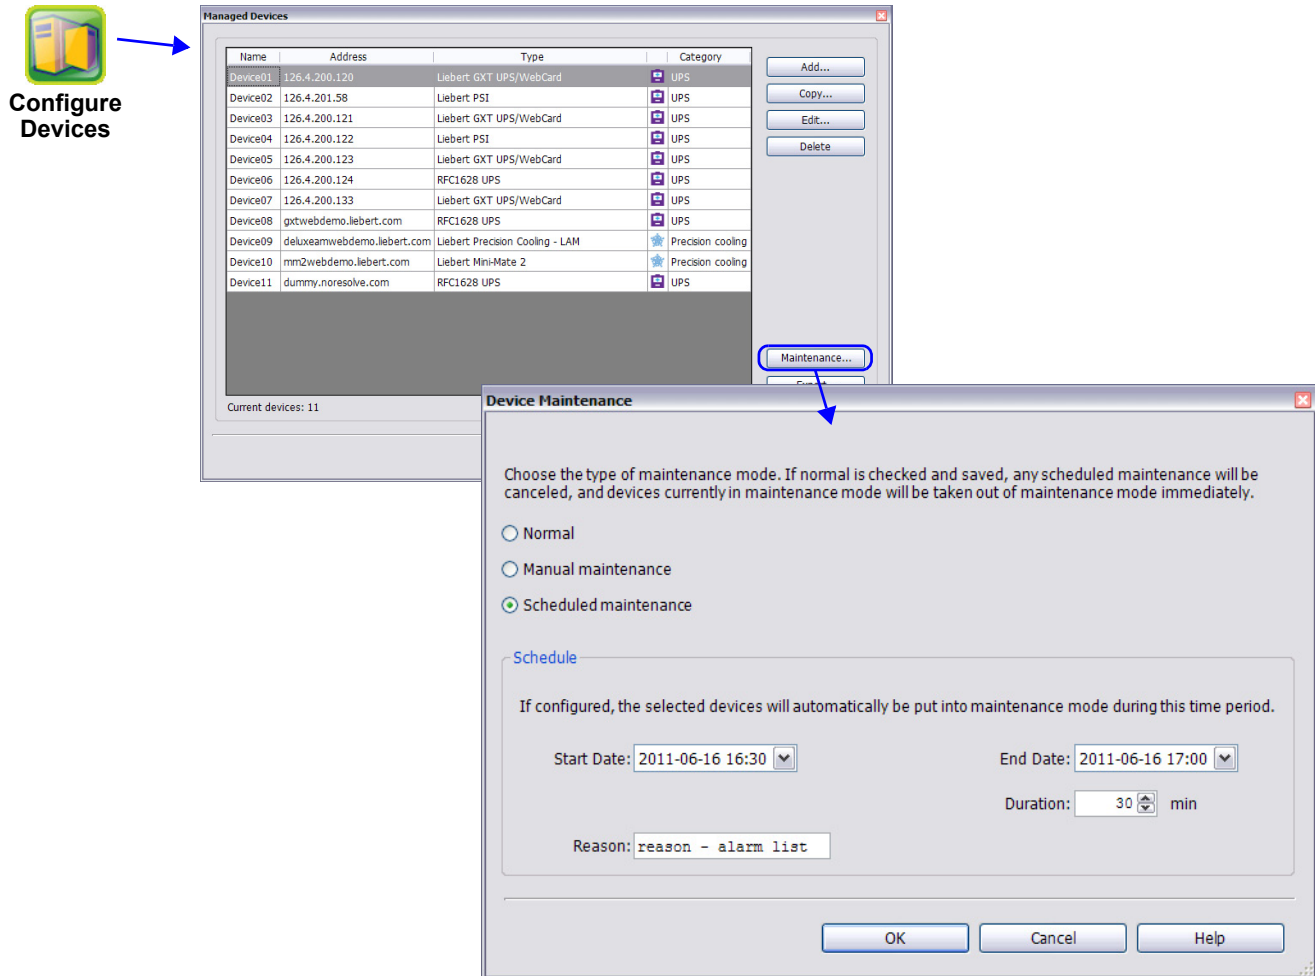 Configure
Devices
Managed Devices
Name Address Type Category
Device01 126.4.200.120 Liebert GXT UPS/WebCard UPS
Device02 126.4.201.58 Liebert PSI UPS
Device03 126.4.200.121 Liebert GXT UPS/WebCard UPS
Device04 126.4.200.122 Liebert PSI UPS
Device05 126.4.200.123 Liebert GXT UPS/WebCard UPS
Device06 126.4.200.124 RFC1628 UPS UPS
Device07 126.4.200.133 Liebert GXT UPS/WebCard UPS
Device08 gxtwebdemo.liebert.com RFC1628 UPS UPS
Device09 deluxeamwebdemo.liebert.com Liebert Precision Cooling - LAM Precision cooling
Device10 mm2webdemo.liebert.com Liebert Mini-Mate 2 Precision cooling
Device11 dummy.noresolve.com RFC1628 UPS UPS
Add...
Copy...
Edit...
Delete
Maintenance...
Current devices: 11
Device Maintenance
Choose the type of maintenance mode. If normal is checked and saved, any scheduled maintenance will be
canceled, and devices currently in maintenance mode will be taken out of maintenance mode immediately.
Normal
Manual maintenance
Scheduled maintenance
Schedule
If configured, the selected devices will automatically be put into maintenance mode during this time period.
Start Date: 2011-06-16 16:30 End Date: 2011-06-16 17:00
Duration: 30 min
Reason: reason - alarm list
OK Cancel Help